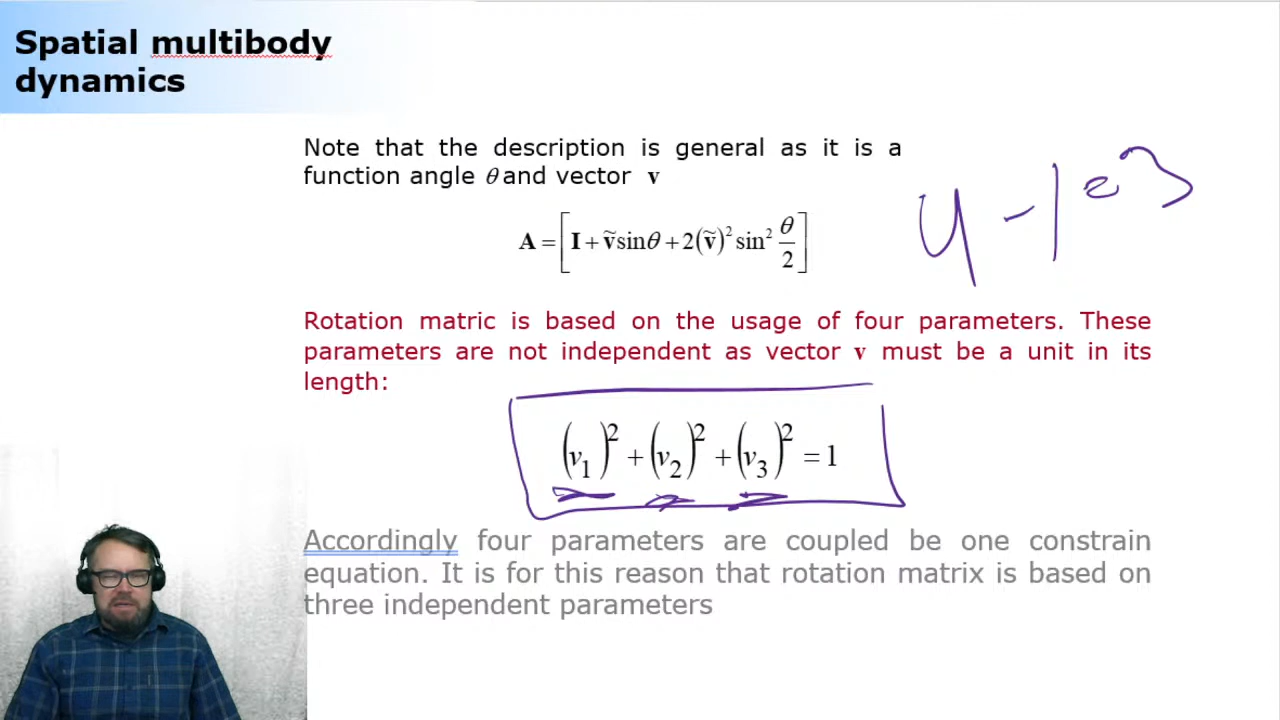 Spatial multibody
dynamics
Note that the description is general as it is a
function angle θ and vector v
A = [ I + ṽsinθ + 2(ṽ)² sin² θ/2 ]
4 - 1 = 3
Rotation matric is based on the usage of four parameters. These
parameters are not independent as vector v must be a unit in its
length:
(v₁)² + (v₂)² + (v₃)² = 1
Accordingly four parameters are coupled be one constrain
equation. It is for this reason that rotation matrix is based on
three independent parameters